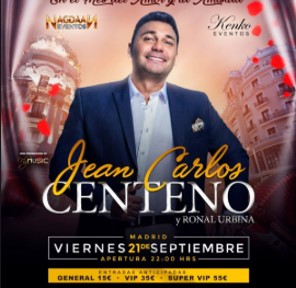 En el Mes del Amor y la Amistad
NAGDAAN
EVENTOS
Kenko
EVENTOS
MUSIC
Jean Carlos
CENTENO
y RONAL URBINA
MADRID
VIERNES 21 DE SEPTIEMBRE
APERTURA 22:00 HRS
ENTRADAS ANTICIPADAS
GENERAL 15€ · VIP 35€ · SUPER VIP 55€